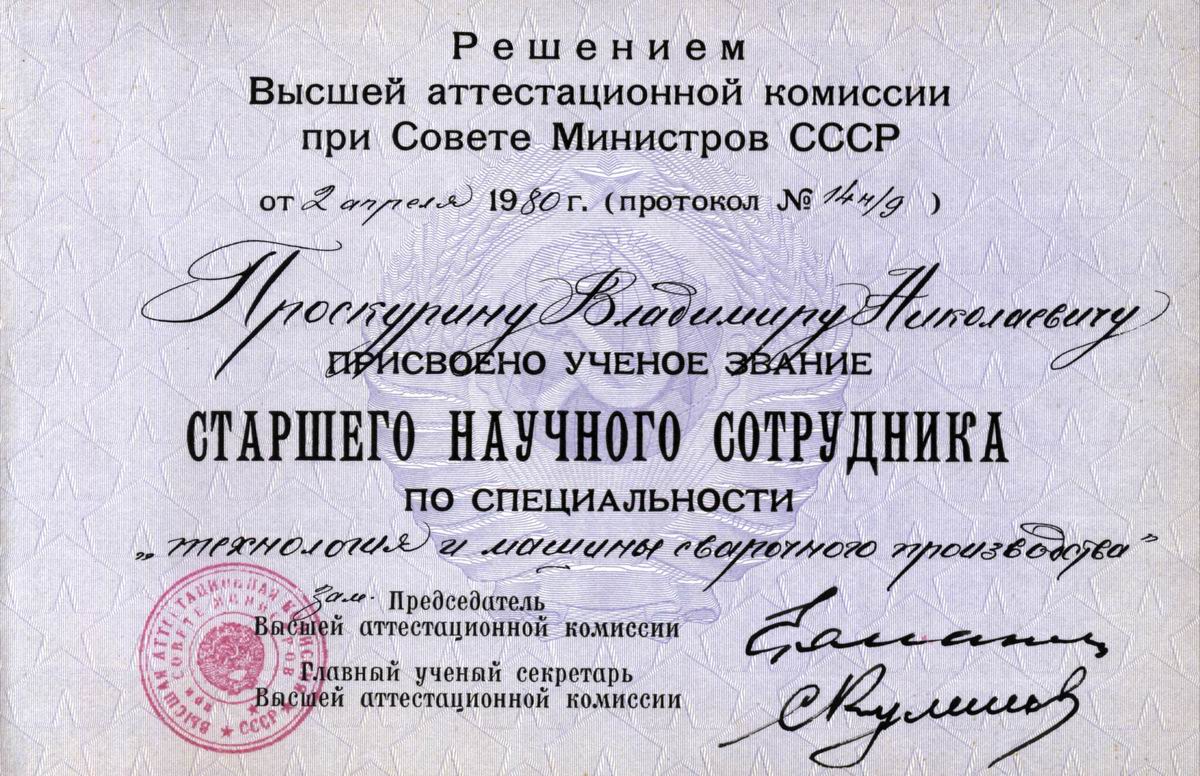 Решением
Высшей аттестационной комиссии
при Совете Министров СССР
от 2 апреля 1980 г. (протокол № 14н/9 )
Проскурину Владимиру Николаевичу
ПРИСВОЕНО УЧЕНОЕ ЗВАНИЕ
СТАРШЕГО НАУЧНОГО СОТРУДНИКА
ПО СПЕЦИАЛЬНОСТИ
„технология и машины сварочного производства"
зам. Председатель
Высшей аттестационной комиссии
Главный ученый секретарь
Высшей аттестационной комиссии
СССР